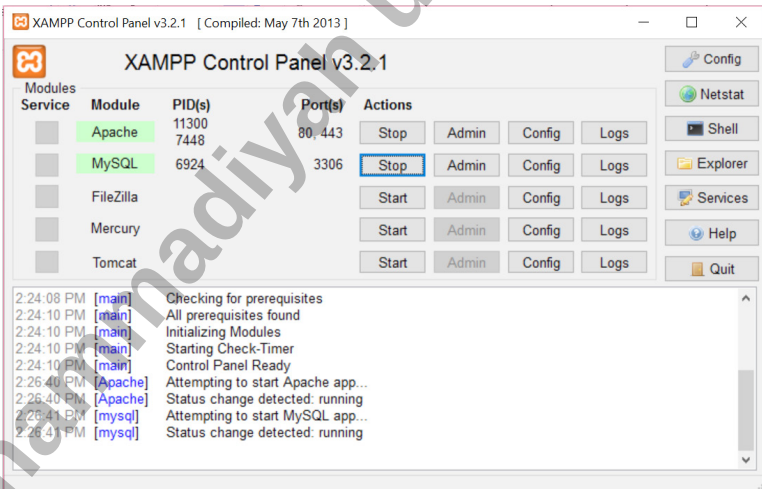 XAMPP Control Panel v3.2.1 [ Compiled: May 7th 2013 ]
XAMPP Control Panel v3.2.1
Config
Modules
Service Module PID(s) Port(s) Actions
Netstat
Apache 11300 7448 80, 443 Stop Admin Config Logs
Shell
MySQL 6924 3306 Stop Admin Config Logs
Explorer
FileZilla Start Admin Config Logs
Services
Mercury Start Admin Config Logs
Help
Tomcat Start Admin Config Logs
Quit
2:24:08 PM [main] Checking for prerequisites
2:24:10 PM [main] All prerequisites found
2:24:10 PM [main] Initializing Modules
2:24:10 PM [main] Starting Check-Timer
2:24:10 PM [main] Control Panel Ready
2:26:40 PM [Apache] Attempting to start Apache app...
2:26:40 PM [Apache] Status change detected: running
2:26:41 PM [mysql] Attempting to start MySQL app...
2:26:41 PM [mysql] Status change detected: running